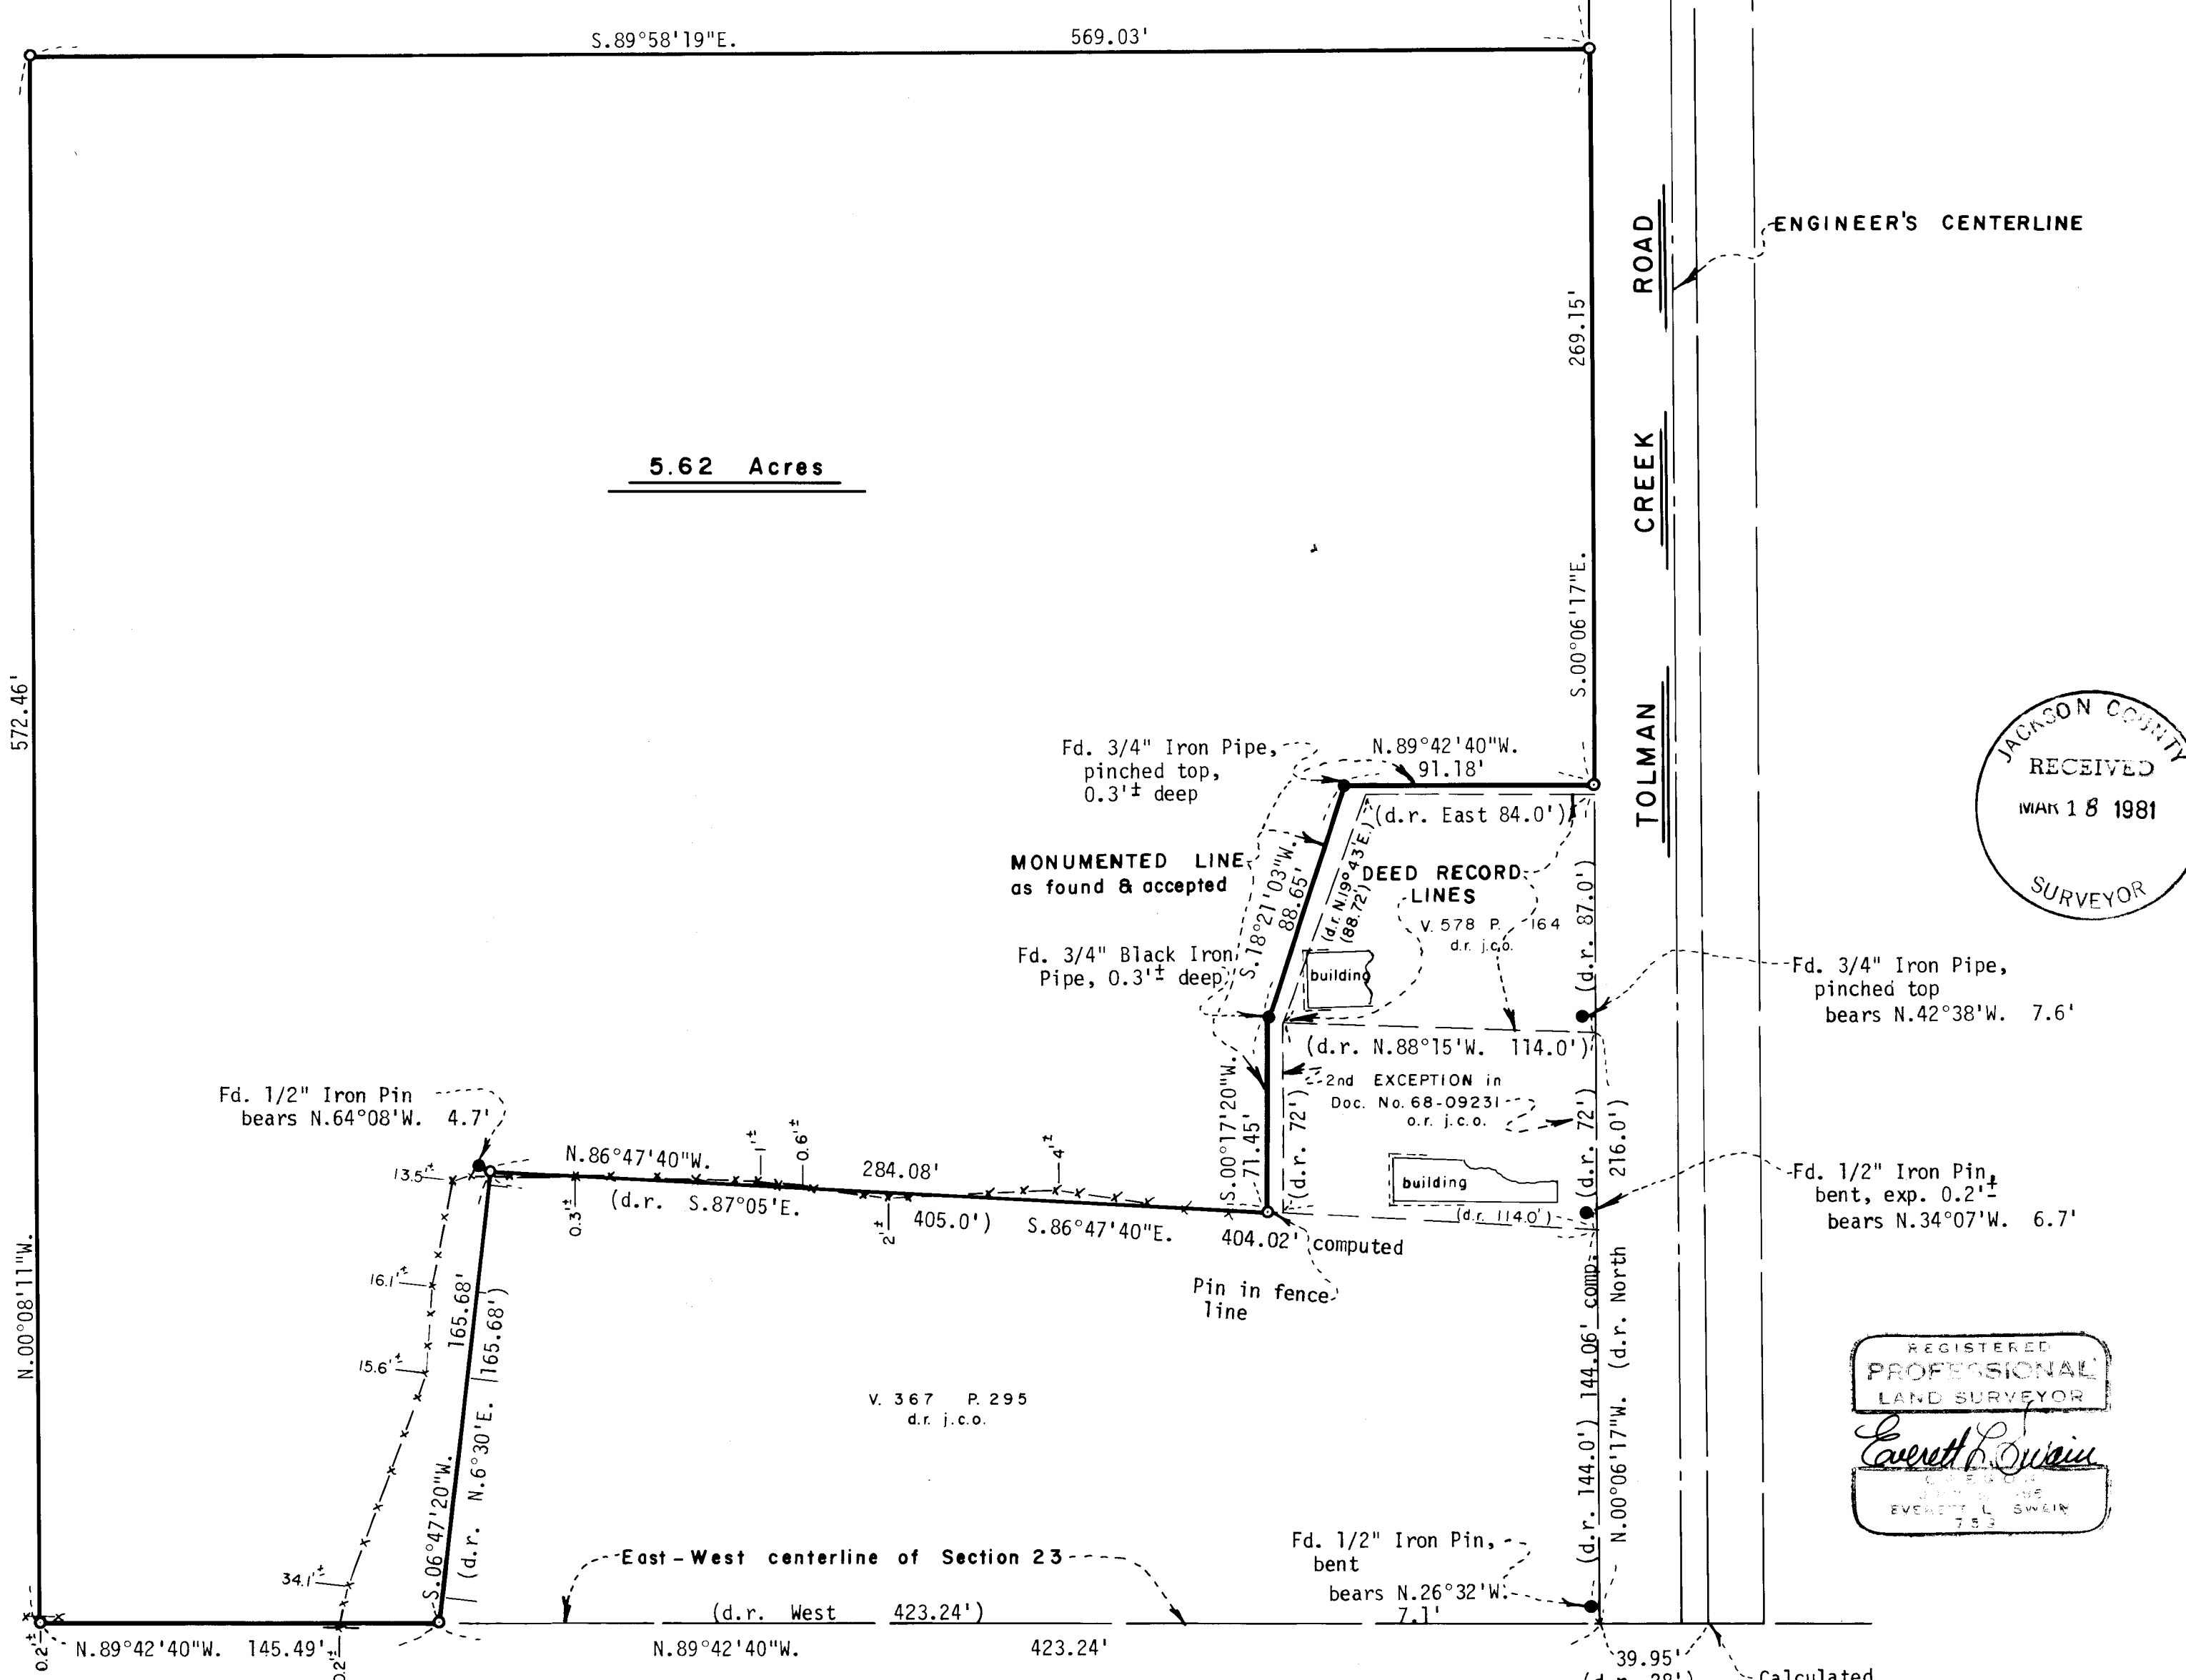 S.89°58'19"E. 569.03'
ENGINEER'S CENTERLINE
TOLMAN CREEK ROAD
269.15'
S.00°06'17"E.
5.62 Acres
572.46'
N.00°08'11"W.
JACKSON COUNTY
RECEIVED
MAR 18 1981
SURVEYOR
Fd. 3/4" Iron Pipe,
pinched top,
0.3'± deep
N.89°42'40"W.
91.18'
(d.r. East 84.0')
MONUMENTED LINE
as found & accepted
S.18°21'03"W.
88.65'
(d.r. N.19°43'E.)
(88.72')
DEED RECORD
LINES
V. 578 P. 164
d.r. j.c.o.
(d.r. 87.0')
Fd. 3/4" Black Iron
Pipe, 0.3'± deep
building
Fd. 3/4" Iron Pipe,
pinched top
bears N.42°38'W. 7.6'
(d.r. N.88°15'W. 114.0')
2nd EXCEPTION in
Doc. No. 68-09231
o.r. j.c.o.
S.00°17'20"W.
71.45'
(d.r. 72')
(d.r. 72')
216.0')
Fd. 1/2" Iron Pin
bears N.64°08'W. 4.7'
13.5'±
N.86°47'40"W. 284.08'
0.3'±
1'±
0.6'±
2'±
4'±
(d.r. S.87°05'E. 405.0')
S.86°47'40"E. 404.02' computed
building
(d.r. 114.0')
Fd. 1/2" Iron Pin,
bent, exp. 0.2'±
bears N.34°07'W. 6.7'
Pin in fence
line
16.1'±
15.6'±
34.1'±
165.68'
S.06°47'20"W.
165.68')
(d.r. N.6°30'E.
V. 367 P. 295
d.r. j.c.o.
(d.r. 144.0') 144.06' comp.
N.00°06'17"W. (d.r. North
REGISTERED
PROFESSIONAL
LAND SURVEYOR
Everett L Swain
OREGON
EVERETT L SWAIN
759
East-West centerline of Section 23
Fd. 1/2" Iron Pin,
bent
bears N.26°32'W.
7.1'
(d.r. West 423.24')
0.2'±
N.89°42'40"W. 145.49'
0.2'±
N.89°42'40"W. 423.24'
39.95'
(d.r. 38')
Calculated